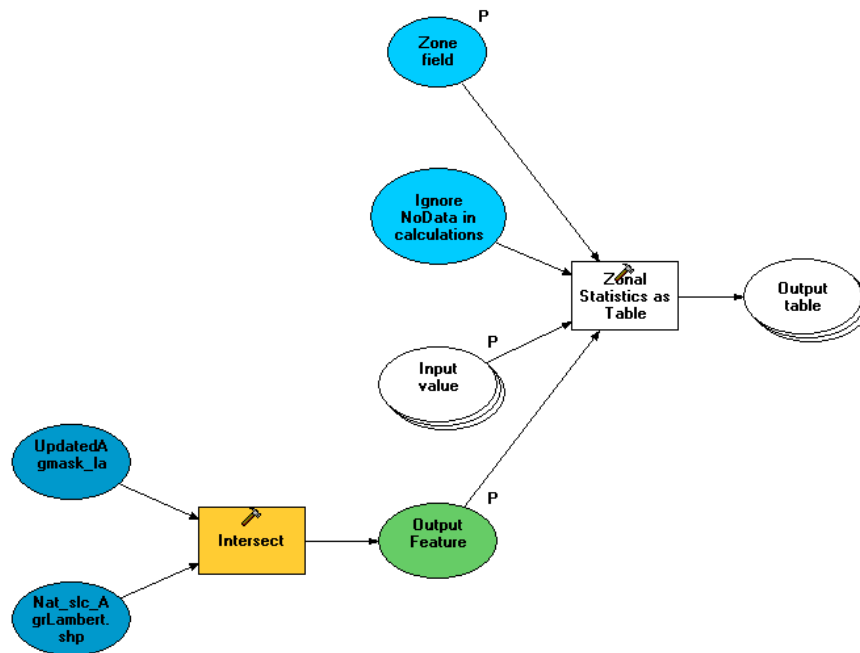 P
Zone
field
Ignore
NoData in
calculations
Zonal
Statistics as
Table
Output
table
P
Input
value
UpdatedA
gmask_la
P
Intersect
Output
Feature
Nat_slc_A
grLambert.
shp